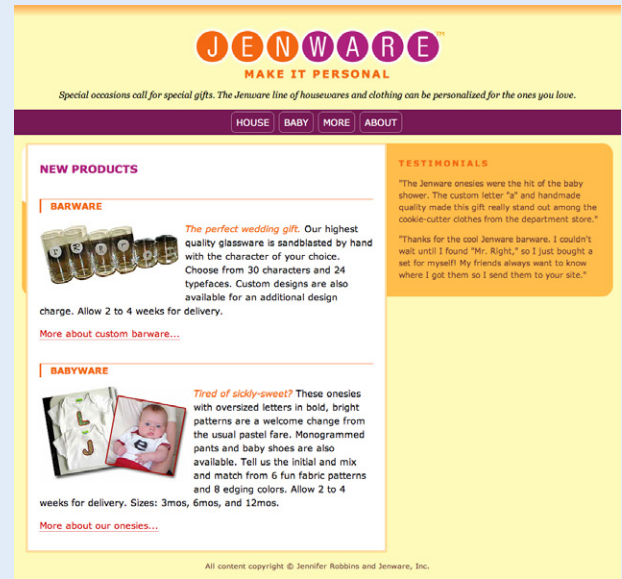 JENWARE™
MAKE IT PERSONAL
Special occasions call for special gifts. The Jenware line of housewares and clothing can be personalized for the ones you love.
HOUSE BABY MORE ABOUT
NEW PRODUCTS
BARWARE
The perfect wedding gift. Our highest
quality glassware is sandblasted by hand
with the character of your choice.
Choose from 30 characters and 24
typefaces. Custom designs are also
available for an additional design
charge. Allow 2 to 4 weeks for delivery.
More about custom barware...
BABYWARE
Tired of sickly-sweet? These onesies
with oversized letters in bold, bright
patterns are a welcome change from
the usual pastel fare. Monogrammed
pants and baby shoes are also
available. Tell us the initial and mix
and match from 6 fun fabric patterns
and 8 edging colors. Allow 2 to 4
weeks for delivery. Sizes: 3mos, 6mos, and 12mos.
L
J
e
More about our onesies...
TESTIMONIALS
"The Jenware onesies were the hit of the baby
shower. The custom letter "a" and handmade
quality made this gift really stand out among the
cookie-cutter clothes from the department store."
"Thanks for the cool Jenware barware. I couldn't
wait until I found "Mr. Right," so I just bought a
set for myself! My friends always want to know
where I got them so I send them to your site."
All content copyright © Jennifer Robbins and Jenware, Inc.